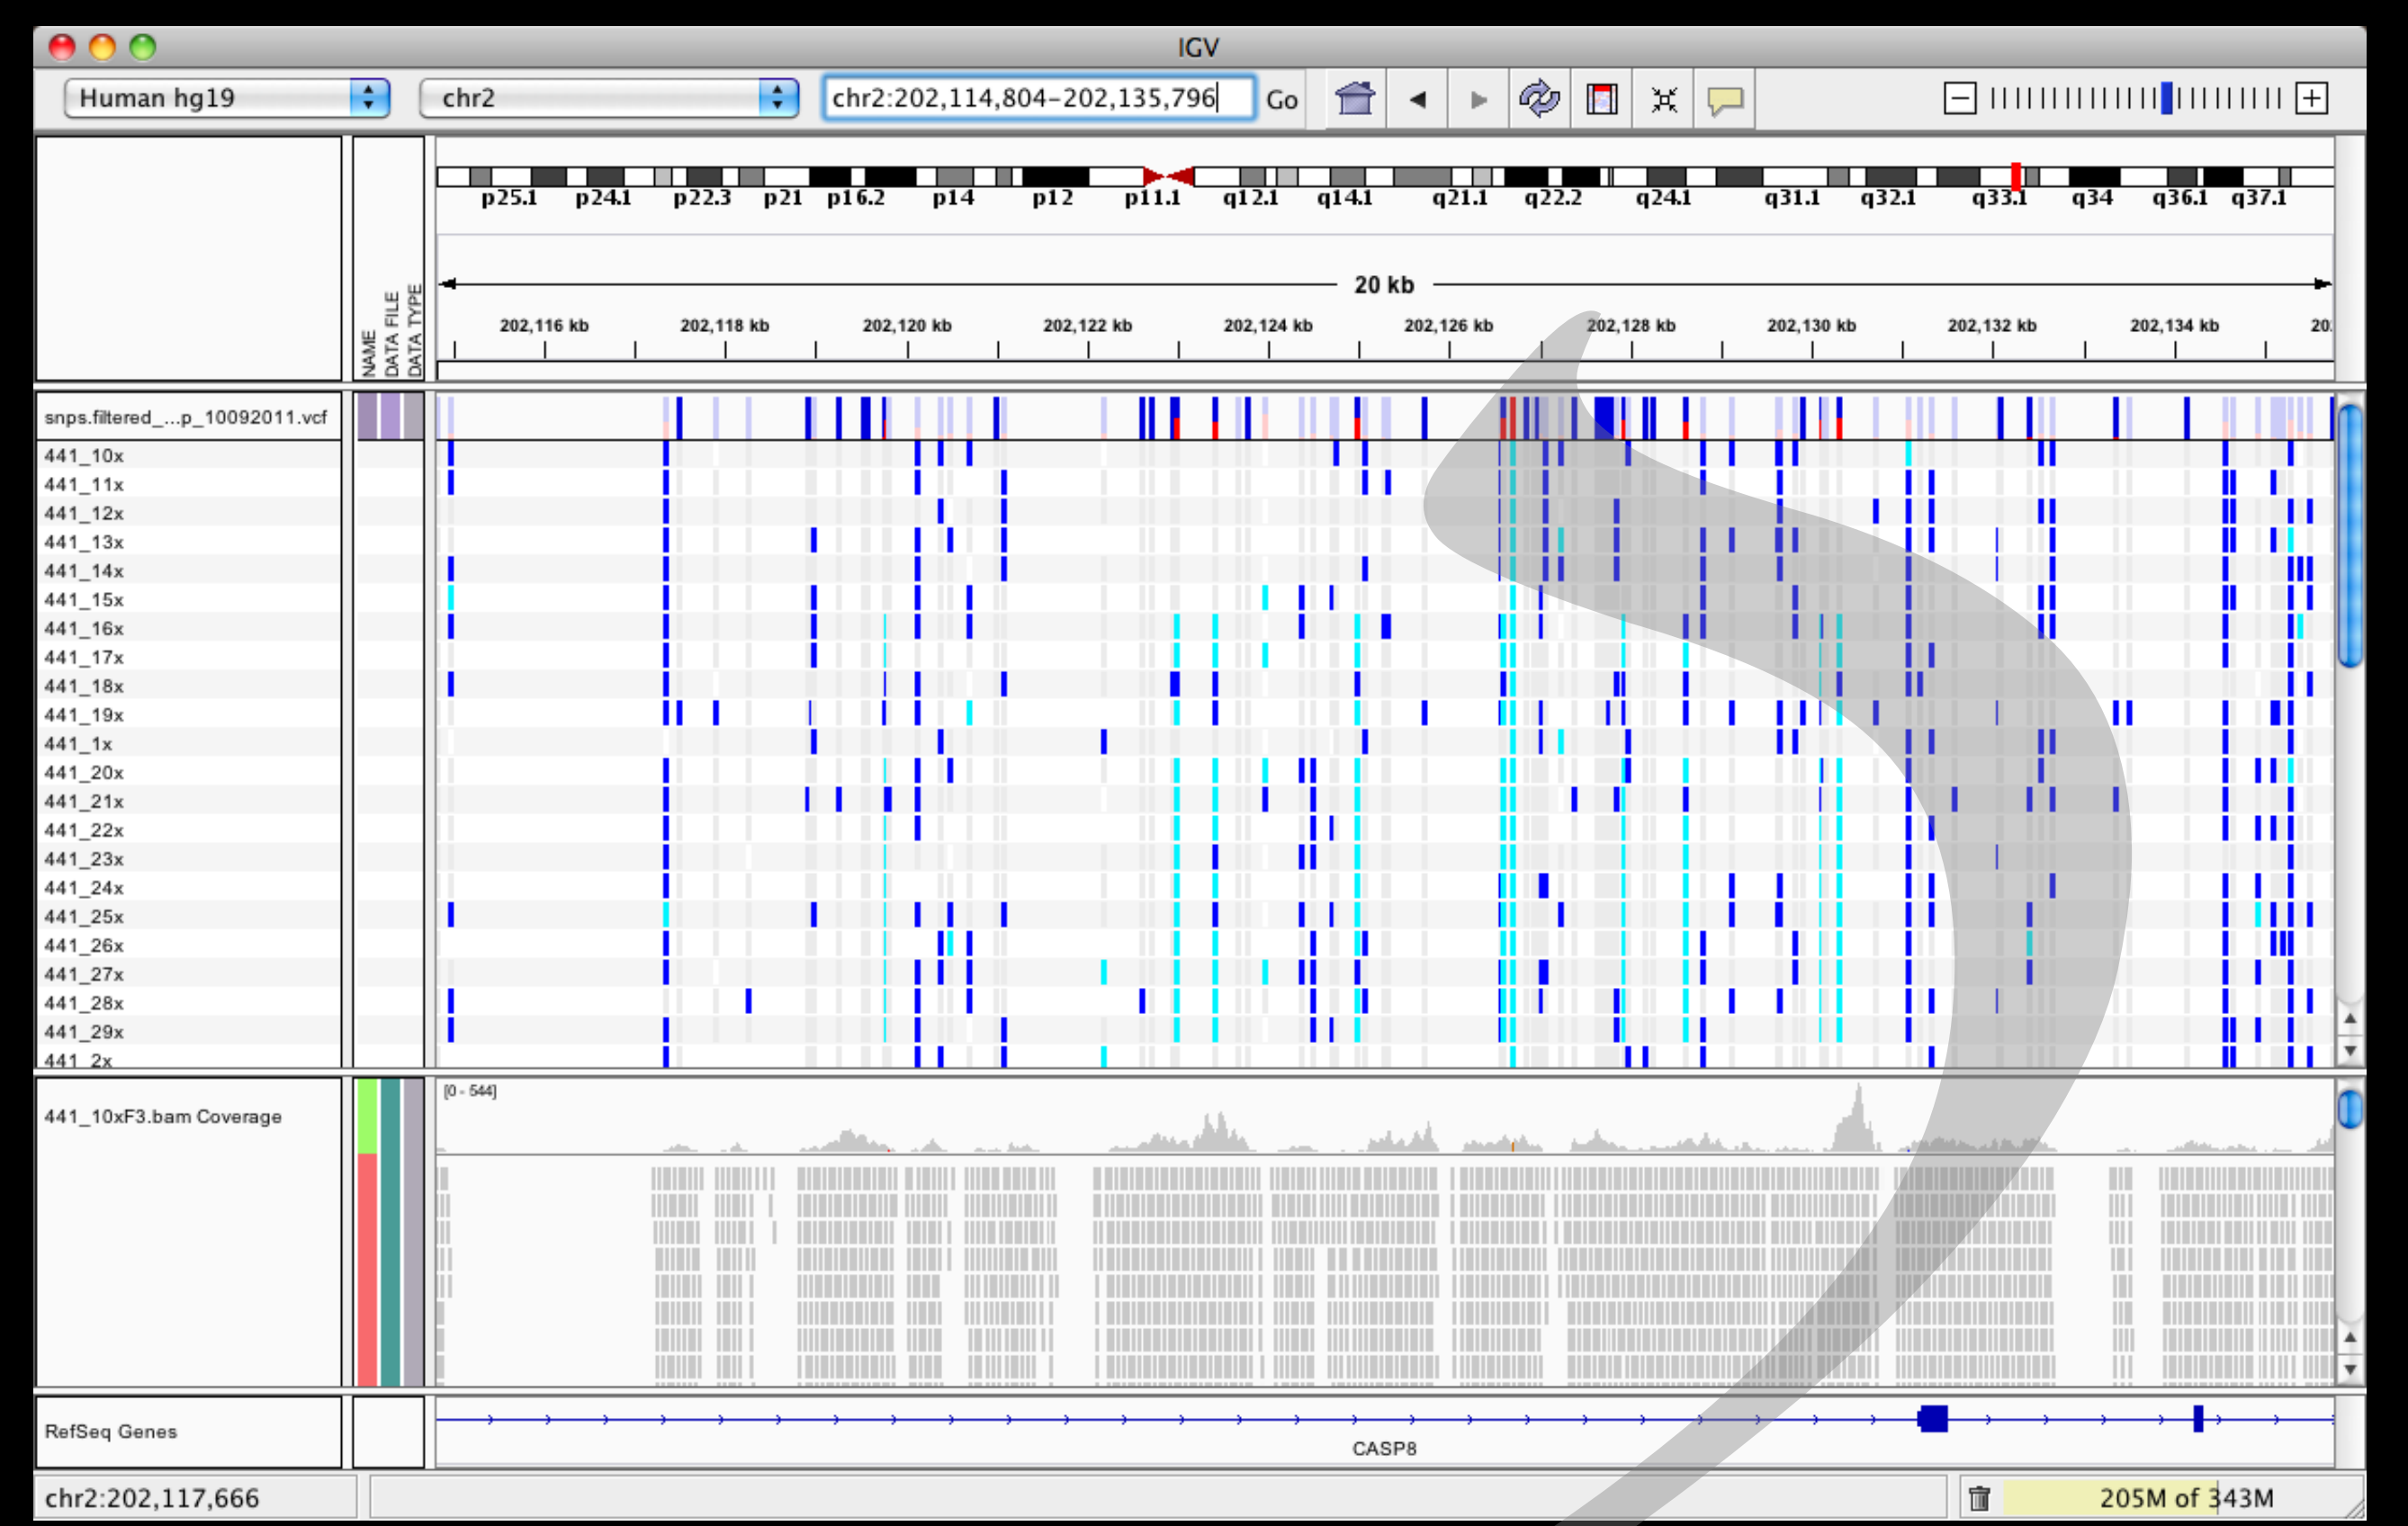 IGV
Human hg19 chr2 chr2:202,114,804-202,135,796 Go
p25.1 p24.1 p22.3 p21 p16.2 p14 p12 p11.1 q12.1 q14.1 q21.1 q22.2 q24.1 q31.1 q32.1 q33.1 q34 q36.1 q37.1
20 kb
202,116 kb 202,118 kb 202,120 kb 202,122 kb 202,124 kb 202,126 kb 202,128 kb 202,130 kb 202,132 kb 202,134 kb 20
NAME
DATA FILE
DATA TYPE
snps.filtered_...p_10092011.vcf
441_10x
441_11x
441_12x
441_13x
441_14x
441_15x
441_16x
441_17x
441_18x
441_19x
441_1x
441_20x
441_21x
441_22x
441_23x
441_24x
441_25x
441_26x
441_27x
441_28x
441_29x
441_2x
[0 - 544]
441_10xF3.bam Coverage
RefSeq Genes
CASP8
chr2:202,117,666 205M of 343M